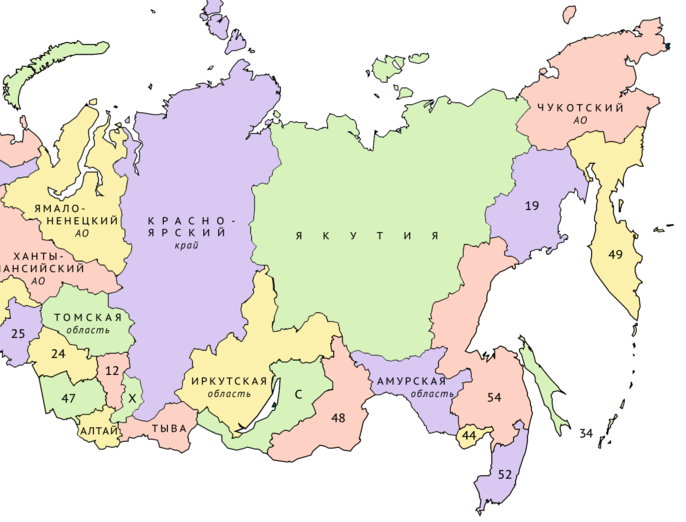 ЧУКОТСКИЙ
АО
19
ЯМАЛО-
НЕНЕЦКИЙ
АО
КРАСНО-
ЯРСКИЙ
край
ЯКУТИЯ
49
ХАНТЫ-
МАНСИЙСКИЙ
АО
ТОМСКАЯ
область
25
24
12
ИРКУТСКАЯ
область
АМУРСКАЯ
область
47
Х
С
54
48
АЛТАЙ
ТЫВА
44
34
52